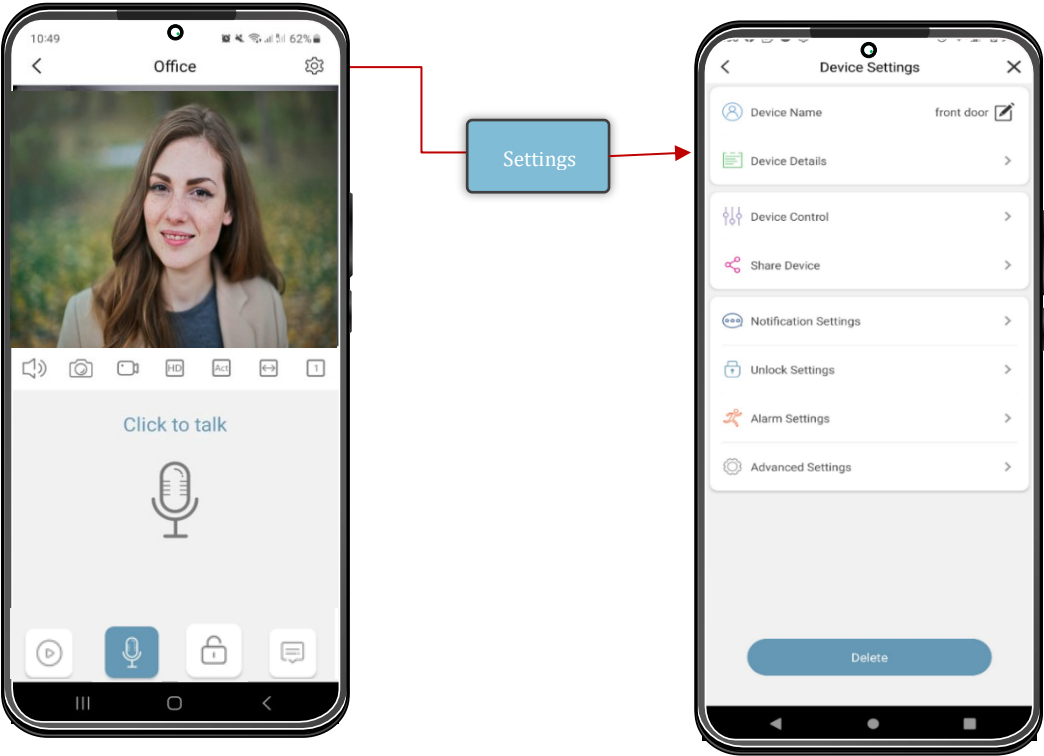 10:49
62%
Office
HD
Act
1
Click to talk
Settings
Device Settings
Device Name
front door
Device Details
Device Control
Share Device
Notification Settings
Unlock Settings
Alarm Settings
Advanced Settings
Delete